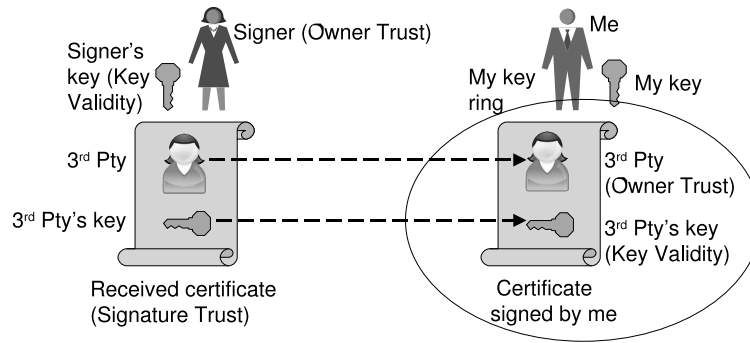 Signer (Owner Trust)
Signer's
key (Key
Validity)
3rd Pty
3rd Pty's key
Received certificate
(Signature Trust)
Me
My key
ring
My key
3rd Pty
(Owner Trust)
3rd Pty's key
(Key Validity)
Certificate
signed by me